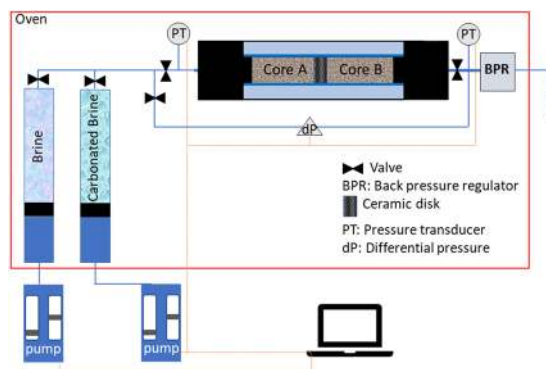 Oven
PT
PT
Core A
Core B
BPR
dP
Brine
Carbonated Brine
Valve
BPR: Back pressure regulator
Ceramic disk
PT: Pressure transducer
dP: Differential pressure
pump
pump